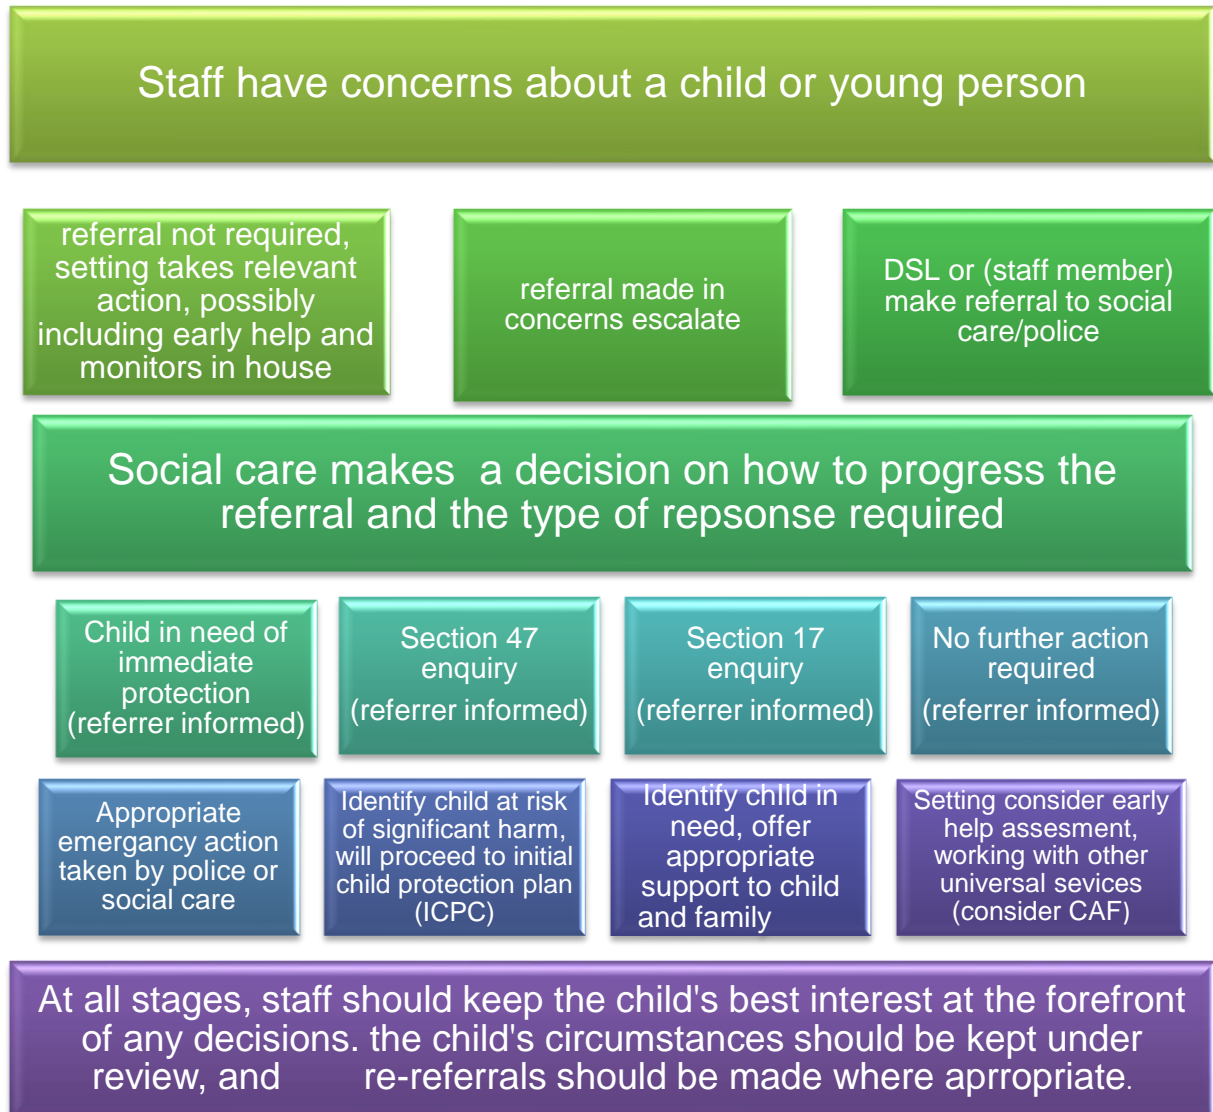 Staff have concerns about a child or young person
referral not required,
setting takes relevant
action, possibly
including early help and
monitors in house
referral made in
concerns escalate
DSL or (staff member)
make referral to social
care/police
Social care makes a decision on how to progress the
referral and the type of repsonse required
Child in need of
immediate
protection
(referrer informed)
Section 47
enquiry
(referrer informed)
Section 17
enquiry
(referrer informed)
No further action
required
(referrer informed)
Appropriate
emergancy action
taken by police or
social care
Identify child at risk
of significant harm,
will proceed to initial
child protection plan
(ICPC)
Identify chIld in
need, offer
appropriate
support to child
and family
Setting consider early
help assesment,
working with other
universal sevices
(consider CAF)
At all stages, staff should keep the child's best interest at the forefront
of any decisions. the child's circumstances should be kept under
review, and re-referrals should be made where aprropriate.